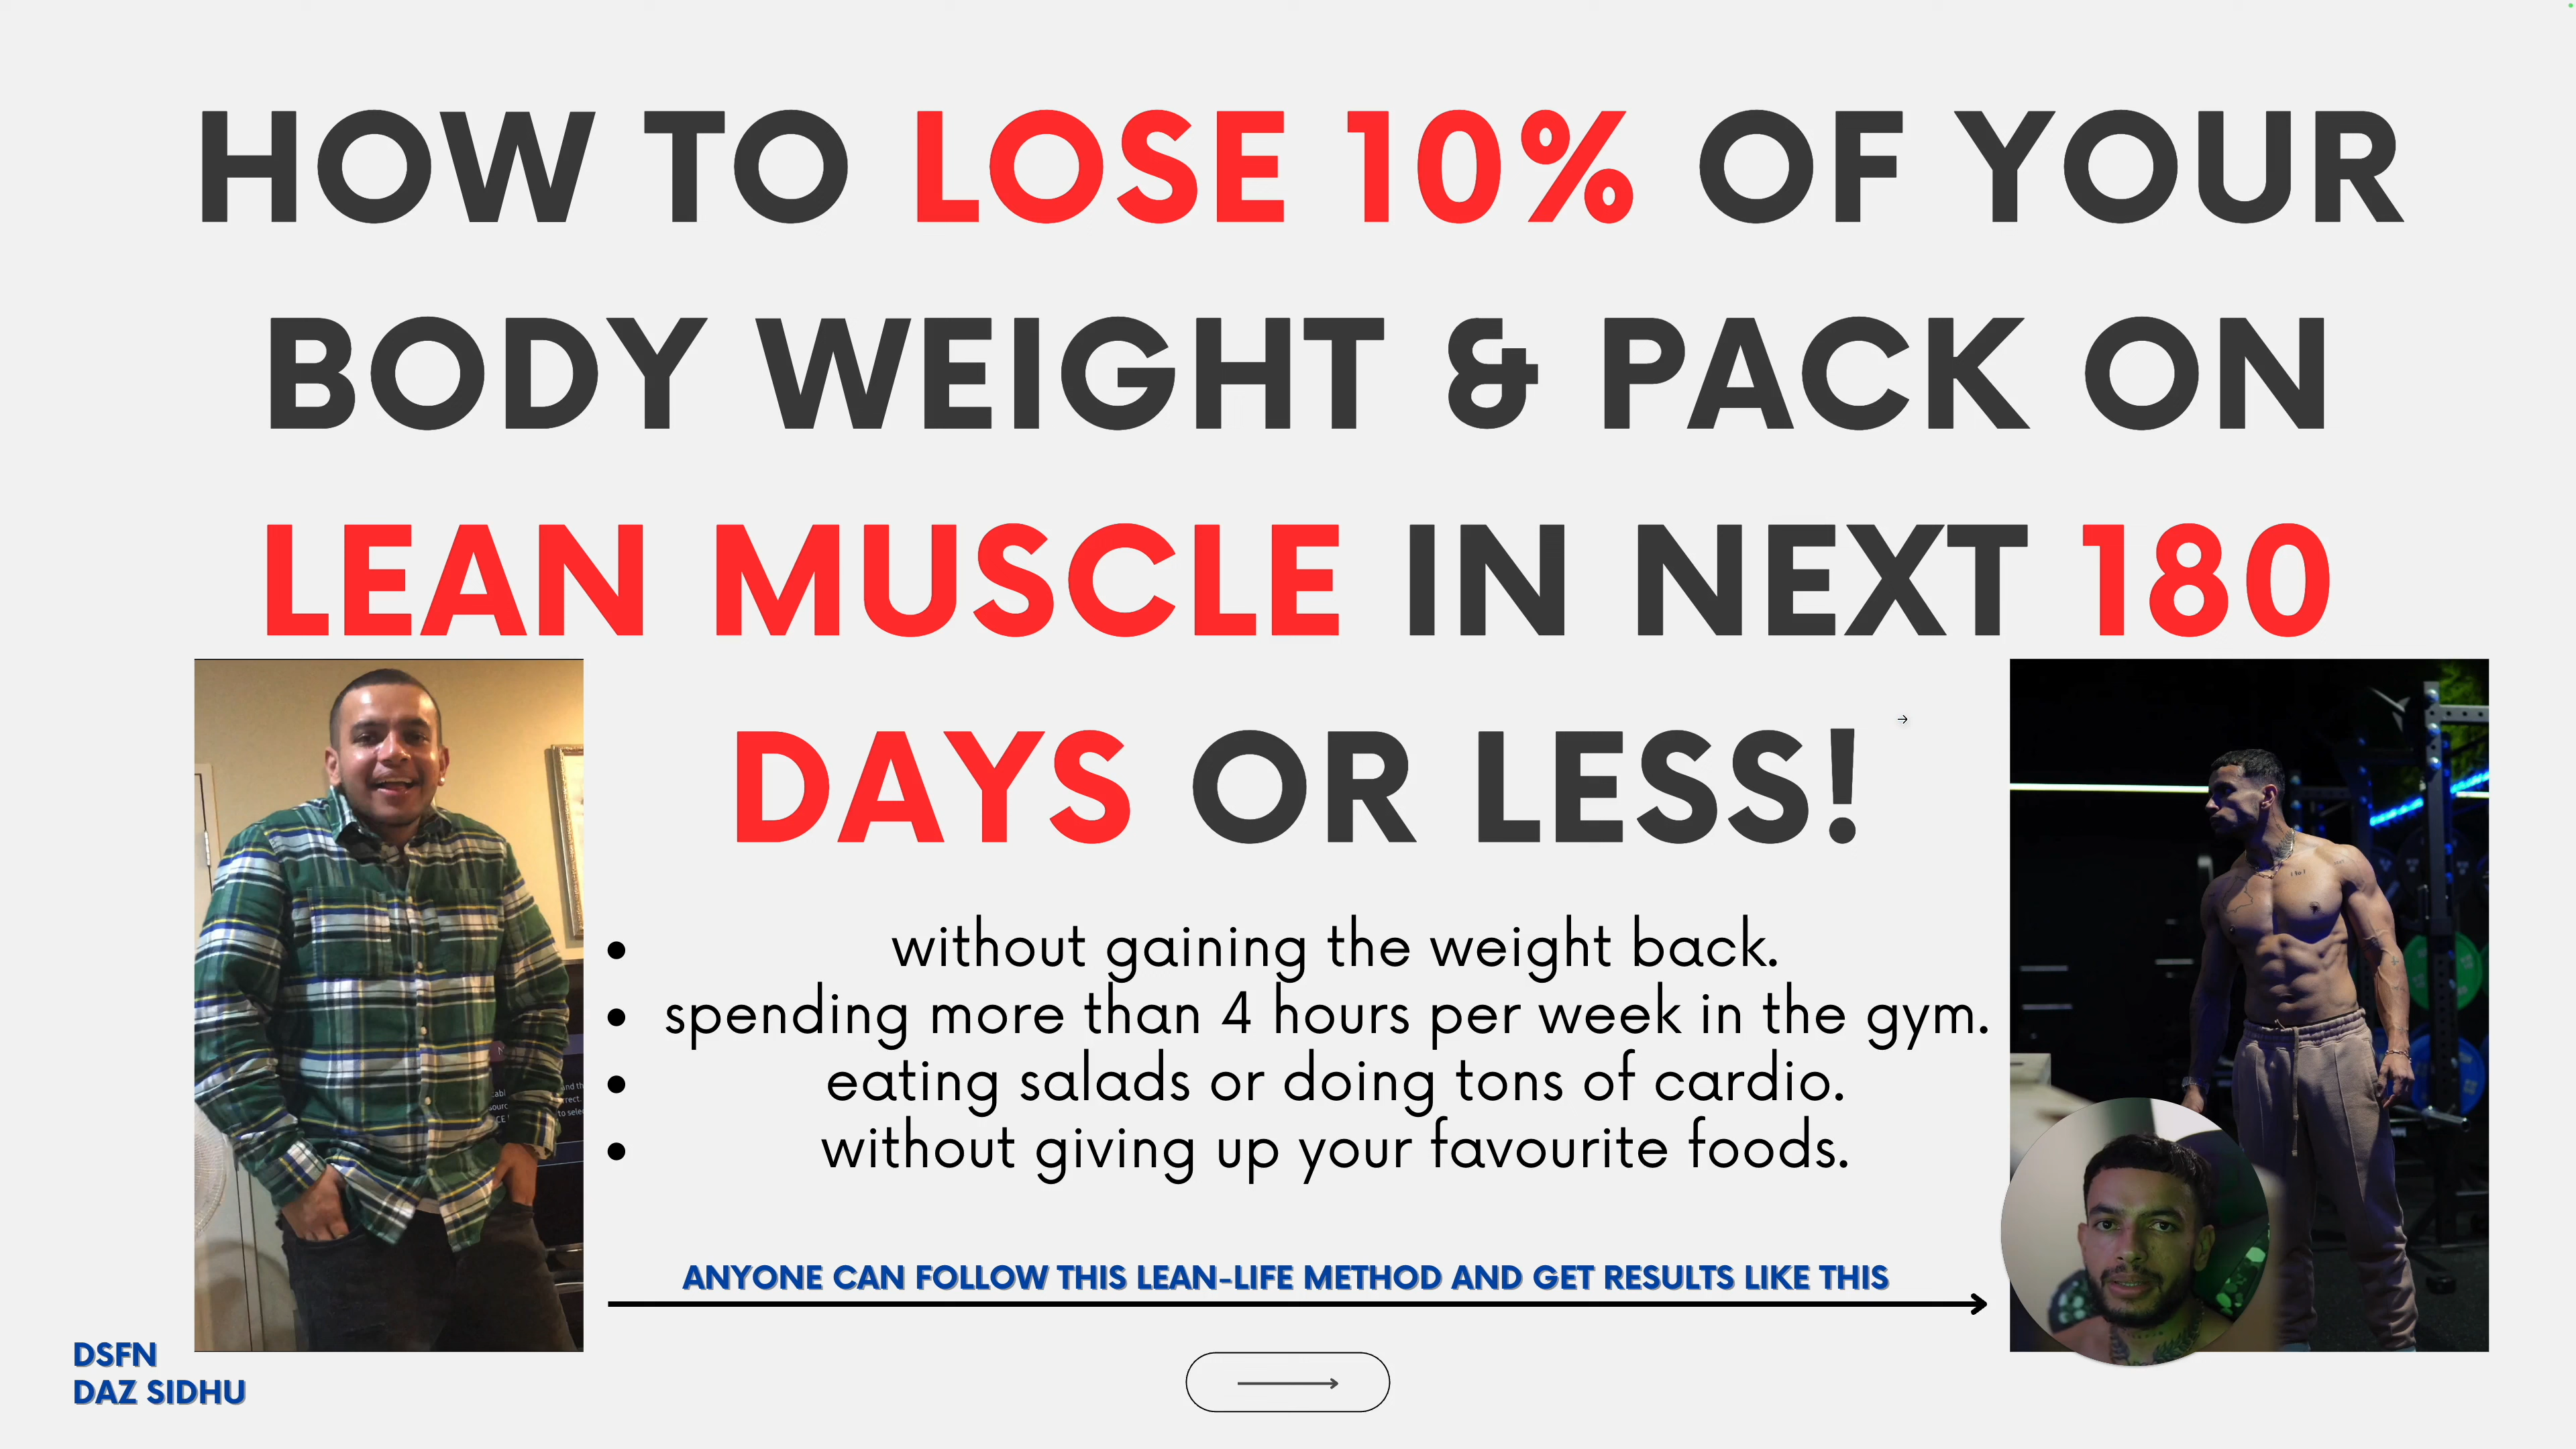 HOW TO LOSE 10% OF YOUR
BODY WEIGHT & PACK ON
LEAN MUSCLE IN NEXT 180
DAYS OR LESS!
• without gaining the weight back.
• spending more than 4 hours per week in the gym.
• eating salads or doing tons of cardio.
• without giving up your favourite foods.
ANYONE CAN FOLLOW THIS LEAN-LIFE METHOD AND GET RESULTS LIKE THIS
DSFN
DAZ SIDHU